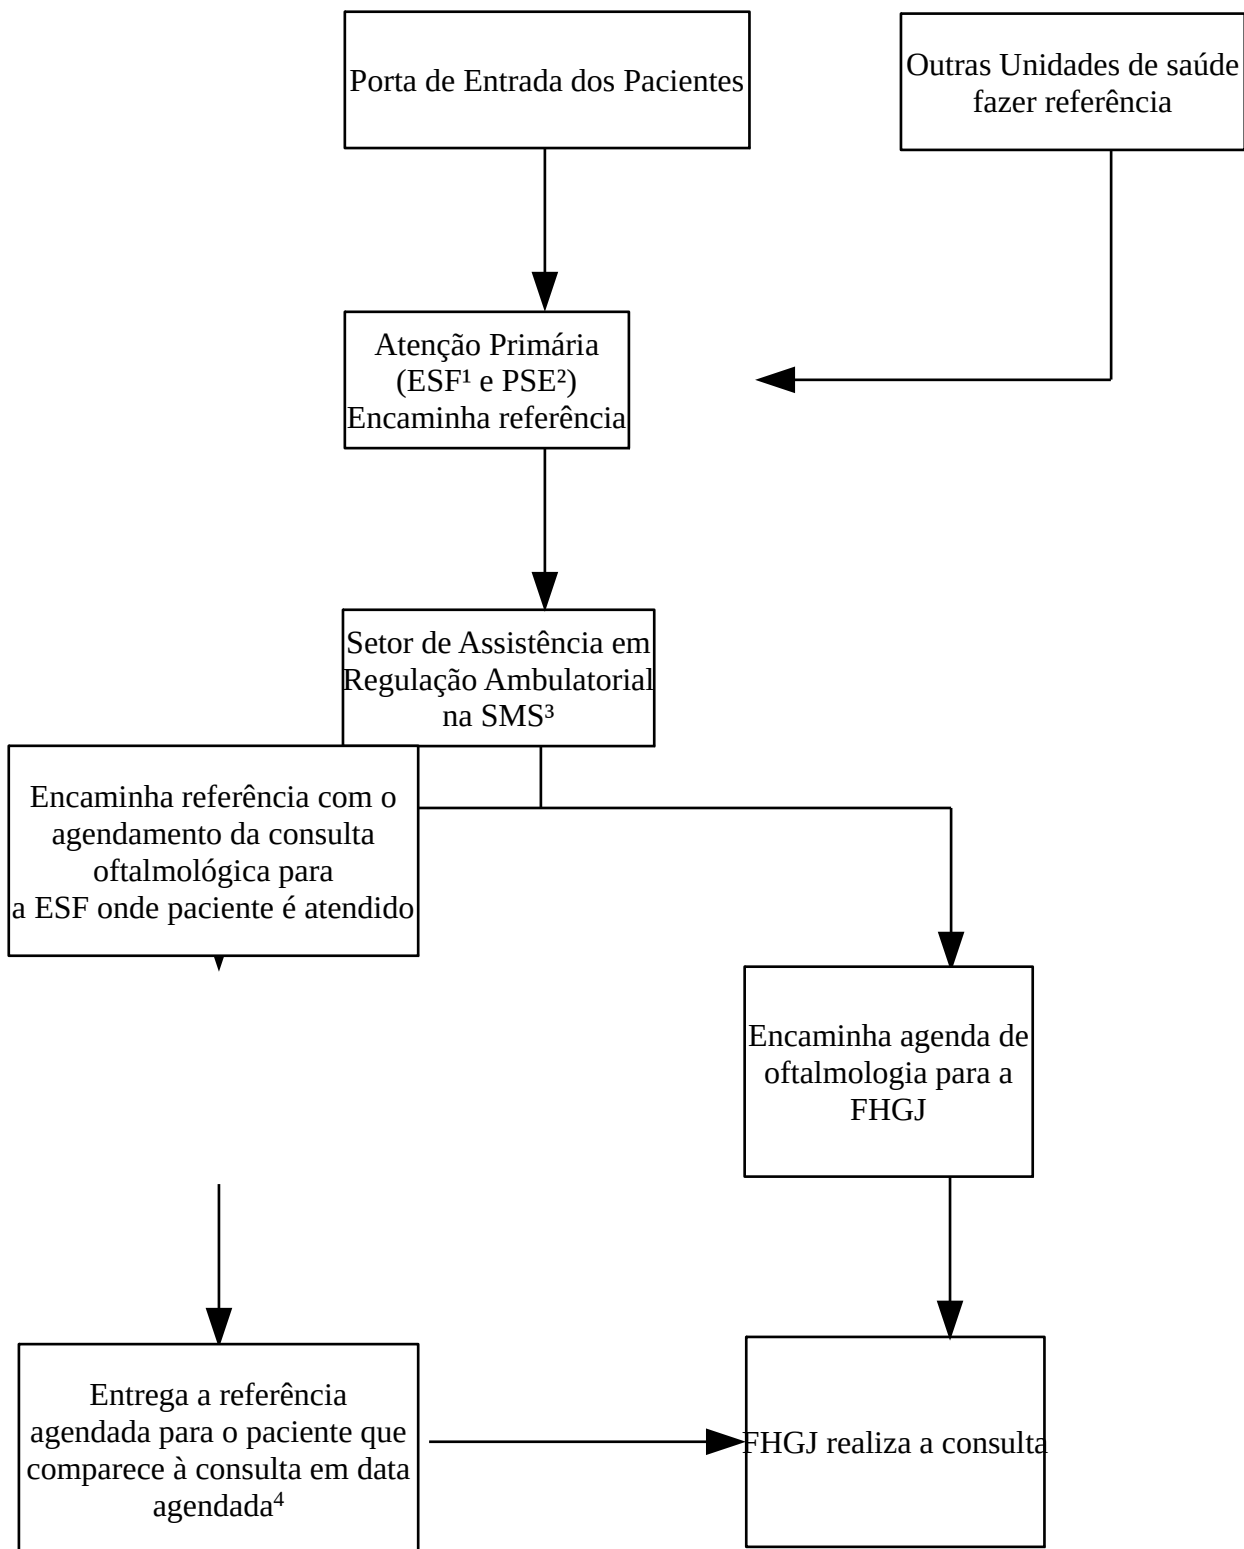 Porta de Entrada dos Pacientes
Outras Unidades de saúde
fazer referência
Atenção Primária
(ESF¹ e PSE²)
Encaminha referência
Setor de Assistência em
Regulação Ambulatorial
na SMS³
Encaminha referência com o
agendamento da consulta
oftalmológica para
a ESF onde paciente é atendido
Encaminha agenda de
oftalmologia para a
FHGJ
Entrega a referência
agendada para o paciente que
comparece à consulta em data
agendada⁴
FHGJ realiza a consulta